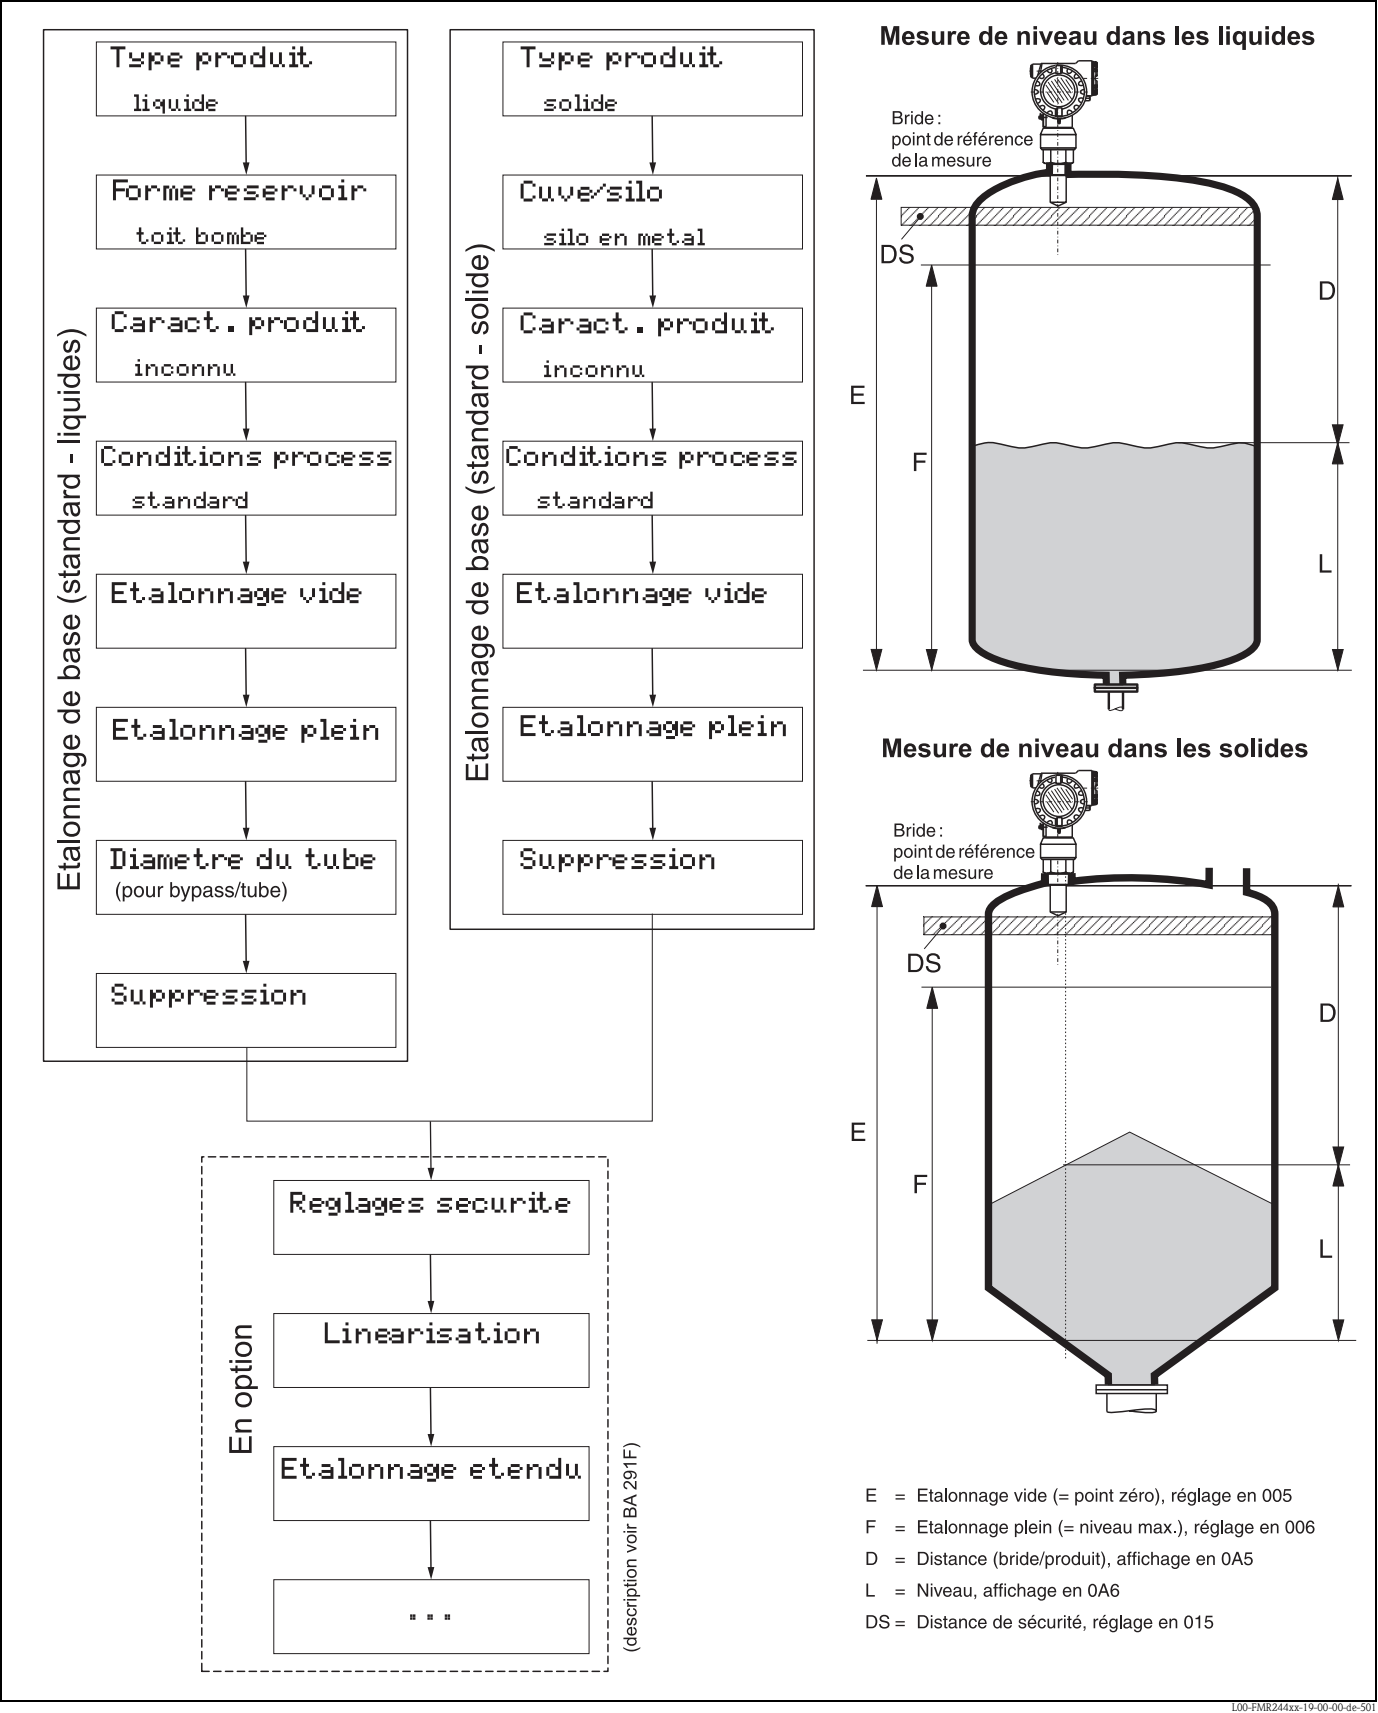 Etalonnage de base (standard - liquides)
Type produit
liquide
Forme reservoir
toit bombe
Caract. produit
inconnu
Conditions process
standard
Etalonnage vide
Etalonnage plein
Diametre du tube
(pour bypass/tube)
Suppression
Etalonnage de base (standard - solide)
Type produit
solide
Cuve/silo
silo en metal
Caract. produit
inconnu
Conditions process
standard
Etalonnage vide
Etalonnage plein
Suppression
En option
Reglages securite
Linearisation
Etalonnage etendu
...
(description voir BA 291F)
Mesure de niveau dans les liquides
Bride :
point de référence
de la mesure
DS
D
E
F
L
Mesure de niveau dans les solides
Bride :
point de référence
de la mesure
DS
D
E
F
L
E = Etalonnage vide (= point zéro), réglage en 005
F = Etalonnage plein (= niveau max.), réglage en 006
D = Distance (bride/produit), affichage en 0A5
L = Niveau, affichage en 0A6
DS = Distance de sécurité, réglage en 015
L00-FMR244xx-19-00-00-de-501